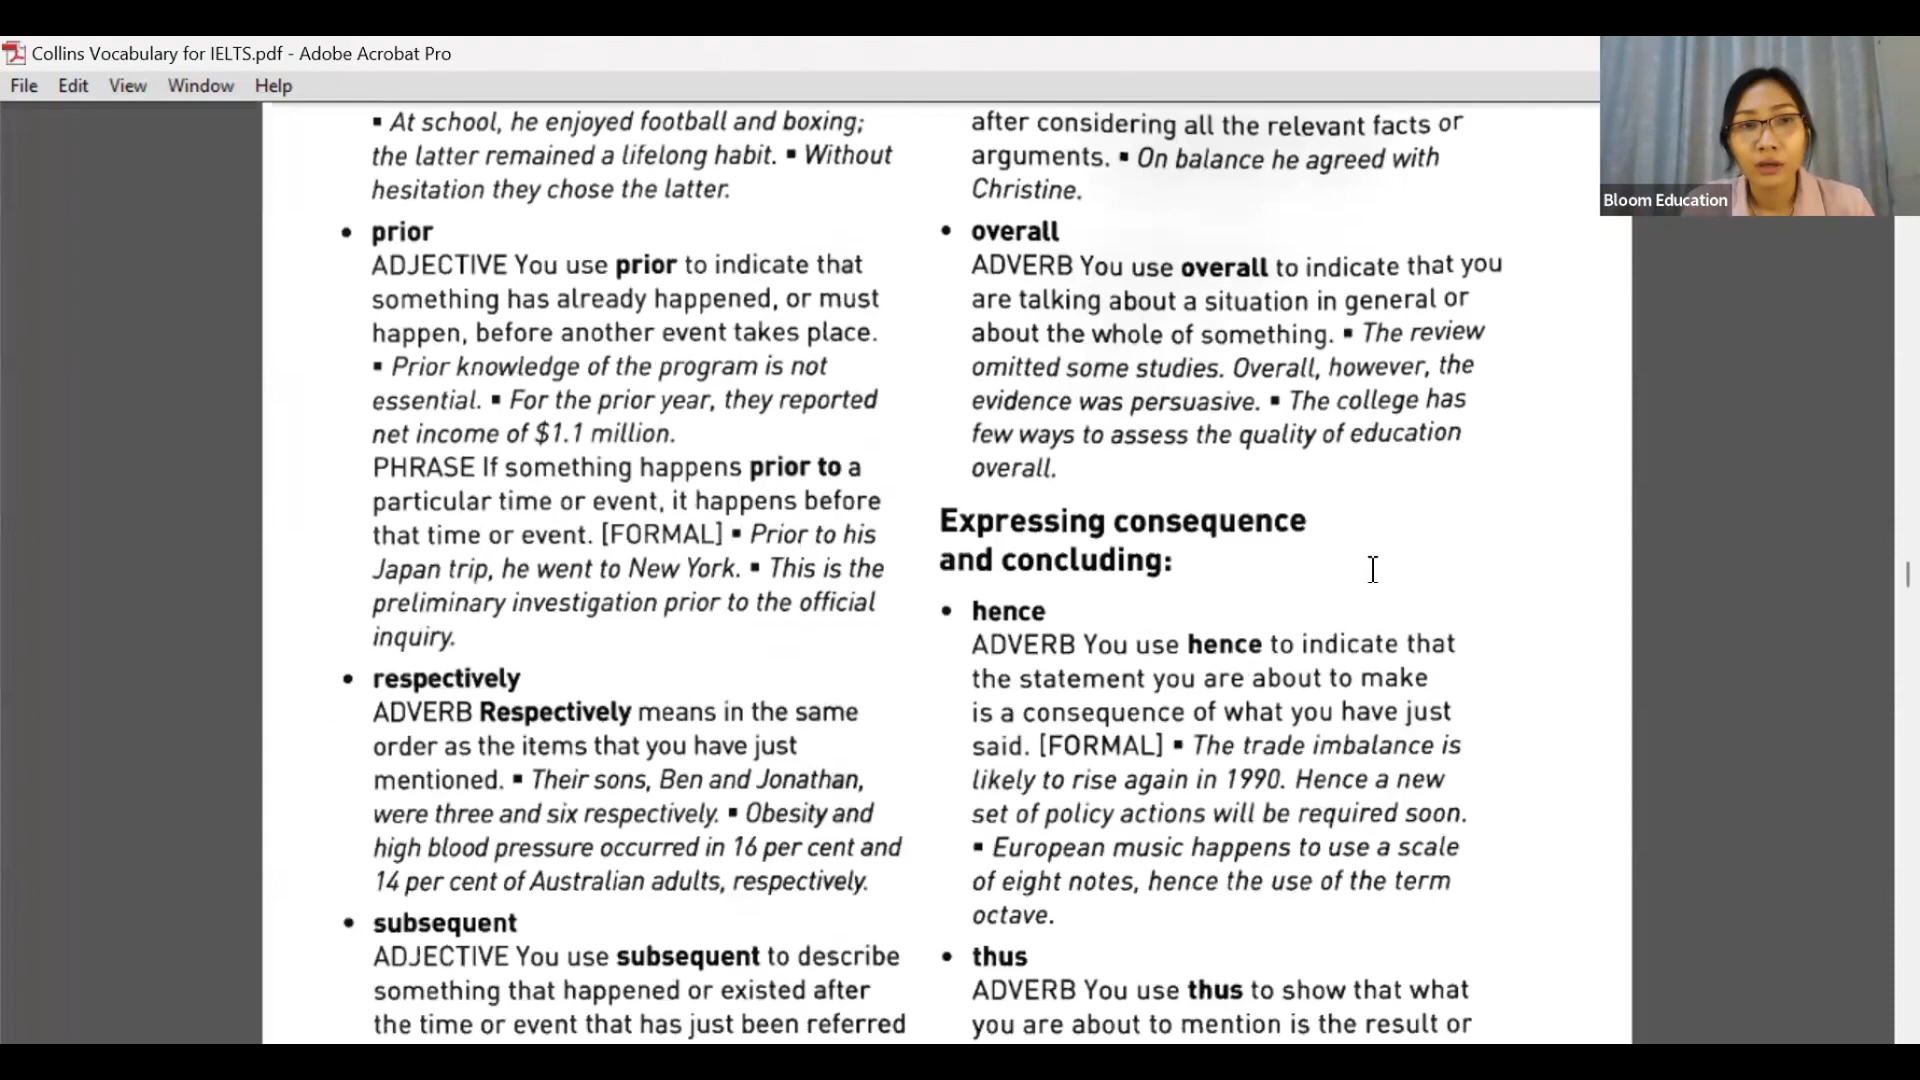 Collins Vocabulary for IELTS.pdf - Adobe Acrobat Pro
File Edit View Window Help
Bloom Education
▪ At school, he enjoyed football and boxing;
the latter remained a lifelong habit. ▪ Without
hesitation they chose the latter.
• prior
ADJECTIVE You use prior to indicate that
something has already happened, or must
happen, before another event takes place.
▪ Prior knowledge of the program is not
essential. ▪ For the prior year, they reported
net income of $1.1 million.
PHRASE If something happens prior to a
particular time or event, it happens before
that time or event. [FORMAL] ▪ Prior to his
Japan trip, he went to New York. ▪ This is the
preliminary investigation prior to the official
inquiry.
• respectively
ADVERB Respectively means in the same
order as the items that you have just
mentioned. ▪ Their sons, Ben and Jonathan,
were three and six respectively. ▪ Obesity and
high blood pressure occurred in 16 per cent and
14 per cent of Australian adults, respectively.
• subsequent
ADJECTIVE You use subsequent to describe
something that happened or existed after
the time or event that has just been referred
after considering all the relevant facts or
arguments. ▪ On balance he agreed with
Christine.
• overall
ADVERB You use overall to indicate that you
are talking about a situation in general or
about the whole of something. ▪ The review
omitted some studies. Overall, however, the
evidence was persuasive. ▪ The college has
few ways to assess the quality of education
overall.
Expressing consequence
and concluding:
• hence
ADVERB You use hence to indicate that
the statement you are about to make
is a consequence of what you have just
said. [FORMAL] ▪ The trade imbalance is
likely to rise again in 1990. Hence a new
set of policy actions will be required soon.
▪ European music happens to use a scale
of eight notes, hence the use of the term
octave.
• thus
ADVERB You use thus to show that what
you are about to mention is the result or